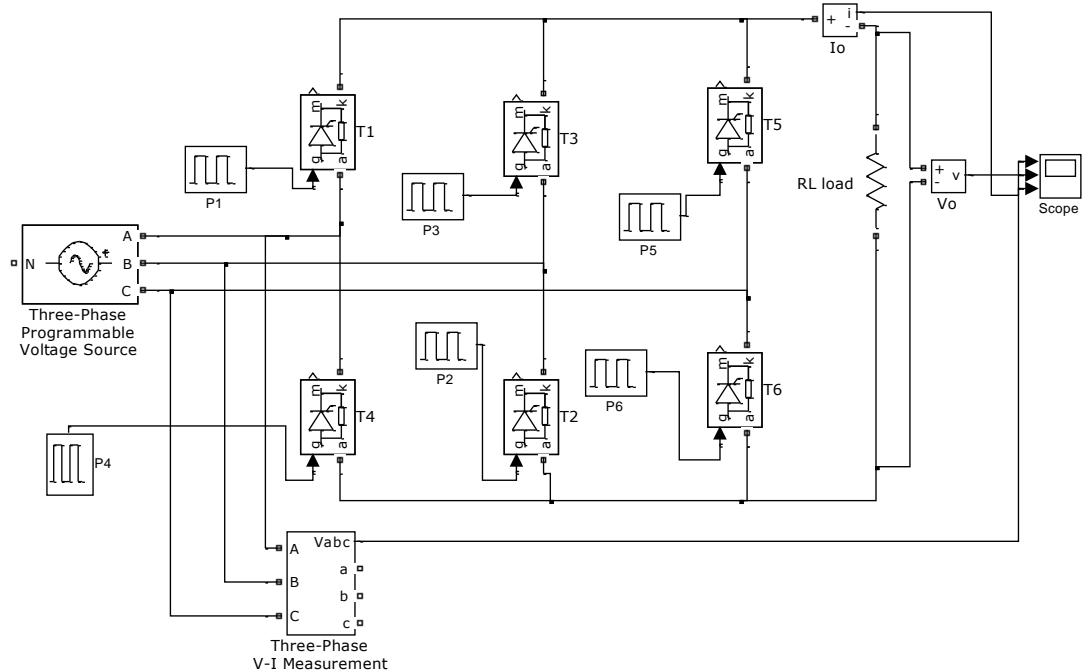 i
+
-
Io
m
k
T1
g
a
m
k
T3
g
a
m
k
T5
g
a
P1
P3
P5
RL load
+
-
v
Vo
Scope
N
A
B
C
Three-Phase
Programmable
Voltage Source
P2
P6
P4
m
k
T4
g
a
m
k
T2
g
a
m
k
T6
g
a
A
B
C
Vabc
a
b
c
Three-Phase
V-I Measurement